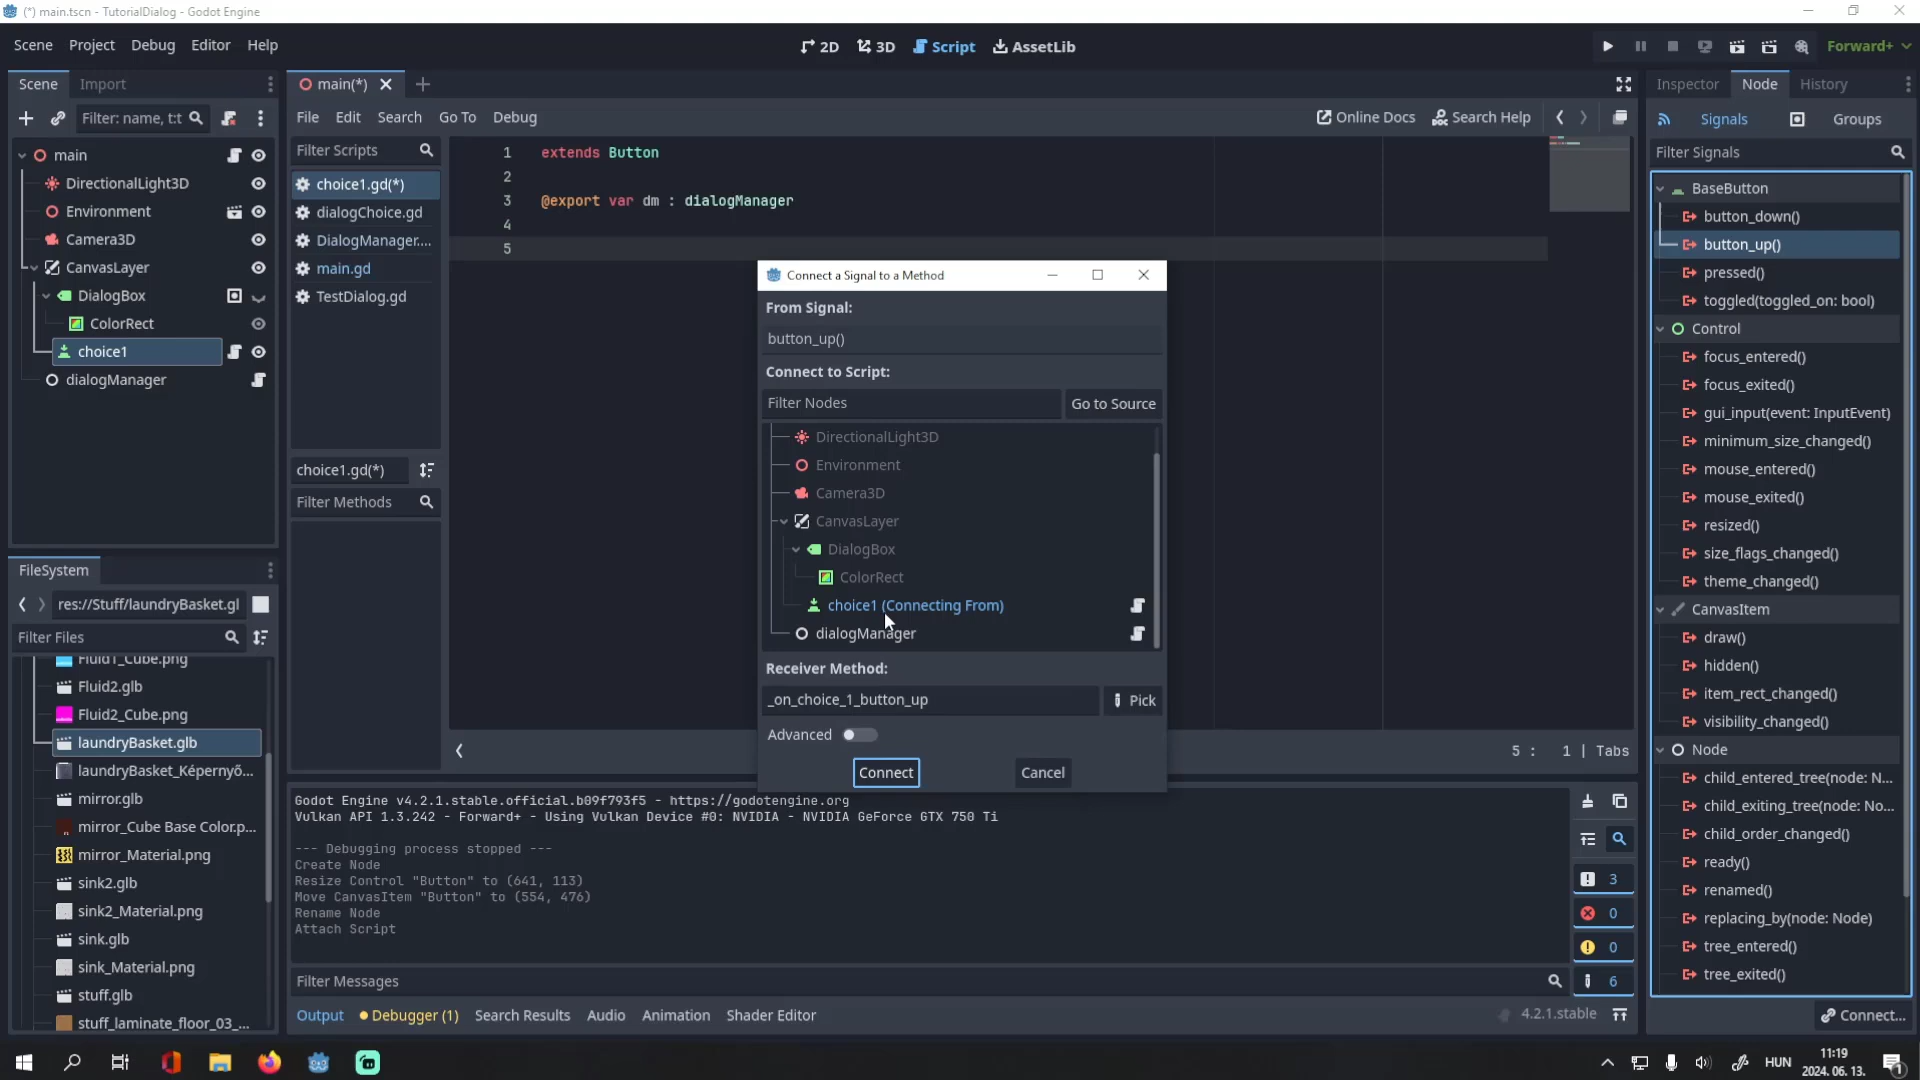 (*) main.tscn - TutorialDialog - Godot Engine
Scene Project Debug Editor Help
2D 3D Script AssetLib
Forward+
Scene Import
Filter: name, t:t
main
DirectionalLight3D
Environment
Camera3D
CanvasLayer
DialogBox
ColorRect
choice1
dialogManager
FileSystem
res://Stuff/laundryBasket.gl
Filter Files
Fluid1_Cube.png
Fluid2.glb
Fluid2_Cube.png
laundryBasket.glb
laundryBasket_Képernyő...
mirror.glb
mirror_Cube Base Color.p...
mirror_Material.png
sink2.glb
sink2_Material.png
sink.glb
sink_Material.png
stuff.glb
stuff_laminate_floor_03_...
main(*)
File Edit Search Go To Debug
Online Docs Search Help
Filter Scripts
choice1.gd(*)
dialogChoice.gd
DialogManager....
main.gd
TestDialog.gd
choice1.gd(*)
Filter Methods
1 extends Button
2
3 @export var dm : dialogManager
4
5
5 : 1 | Tabs
Connect a Signal to a Method
From Signal:
button_up()
Connect to Script:
Filter Nodes Go to Source
DirectionalLight3D
Environment
Camera3D
CanvasLayer
DialogBox
ColorRect
choice1 (Connecting From)
dialogManager
Receiver Method:
_on_choice_1_button_up Pick
Advanced
Connect Cancel
Godot Engine v4.2.1.stable.official.b09f793f5 - https://godotengine.org
Vulkan API 1.3.242 - Forward+ - Using Vulkan Device #0: NVIDIA - NVIDIA GeForce GTX 750 Ti
--- Debugging process stopped ---
Create Node
Resize Control "Button" to (641, 113)
Move CanvasItem "Button" to (554, 476)
Rename Node
Attach Script
3
0
0
6
Filter Messages
Output Debugger (1) Search Results Audio Animation Shader Editor
4.2.1.stable
Inspector Node History
Signals Groups
Filter Signals
BaseButton
button_down()
button_up()
pressed()
toggled(toggled_on: bool)
Control
focus_entered()
focus_exited()
gui_input(event: InputEvent)
minimum_size_changed()
mouse_entered()
mouse_exited()
resized()
size_flags_changed()
theme_changed()
CanvasItem
draw()
hidden()
item_rect_changed()
visibility_changed()
Node
child_entered_tree(node: N...
child_exiting_tree(node: No...
child_order_changed()
ready()
renamed()
replacing_by(node: Node)
tree_entered()
tree_exited()
Connect...
HUN
11:19
2024. 06. 13.
1